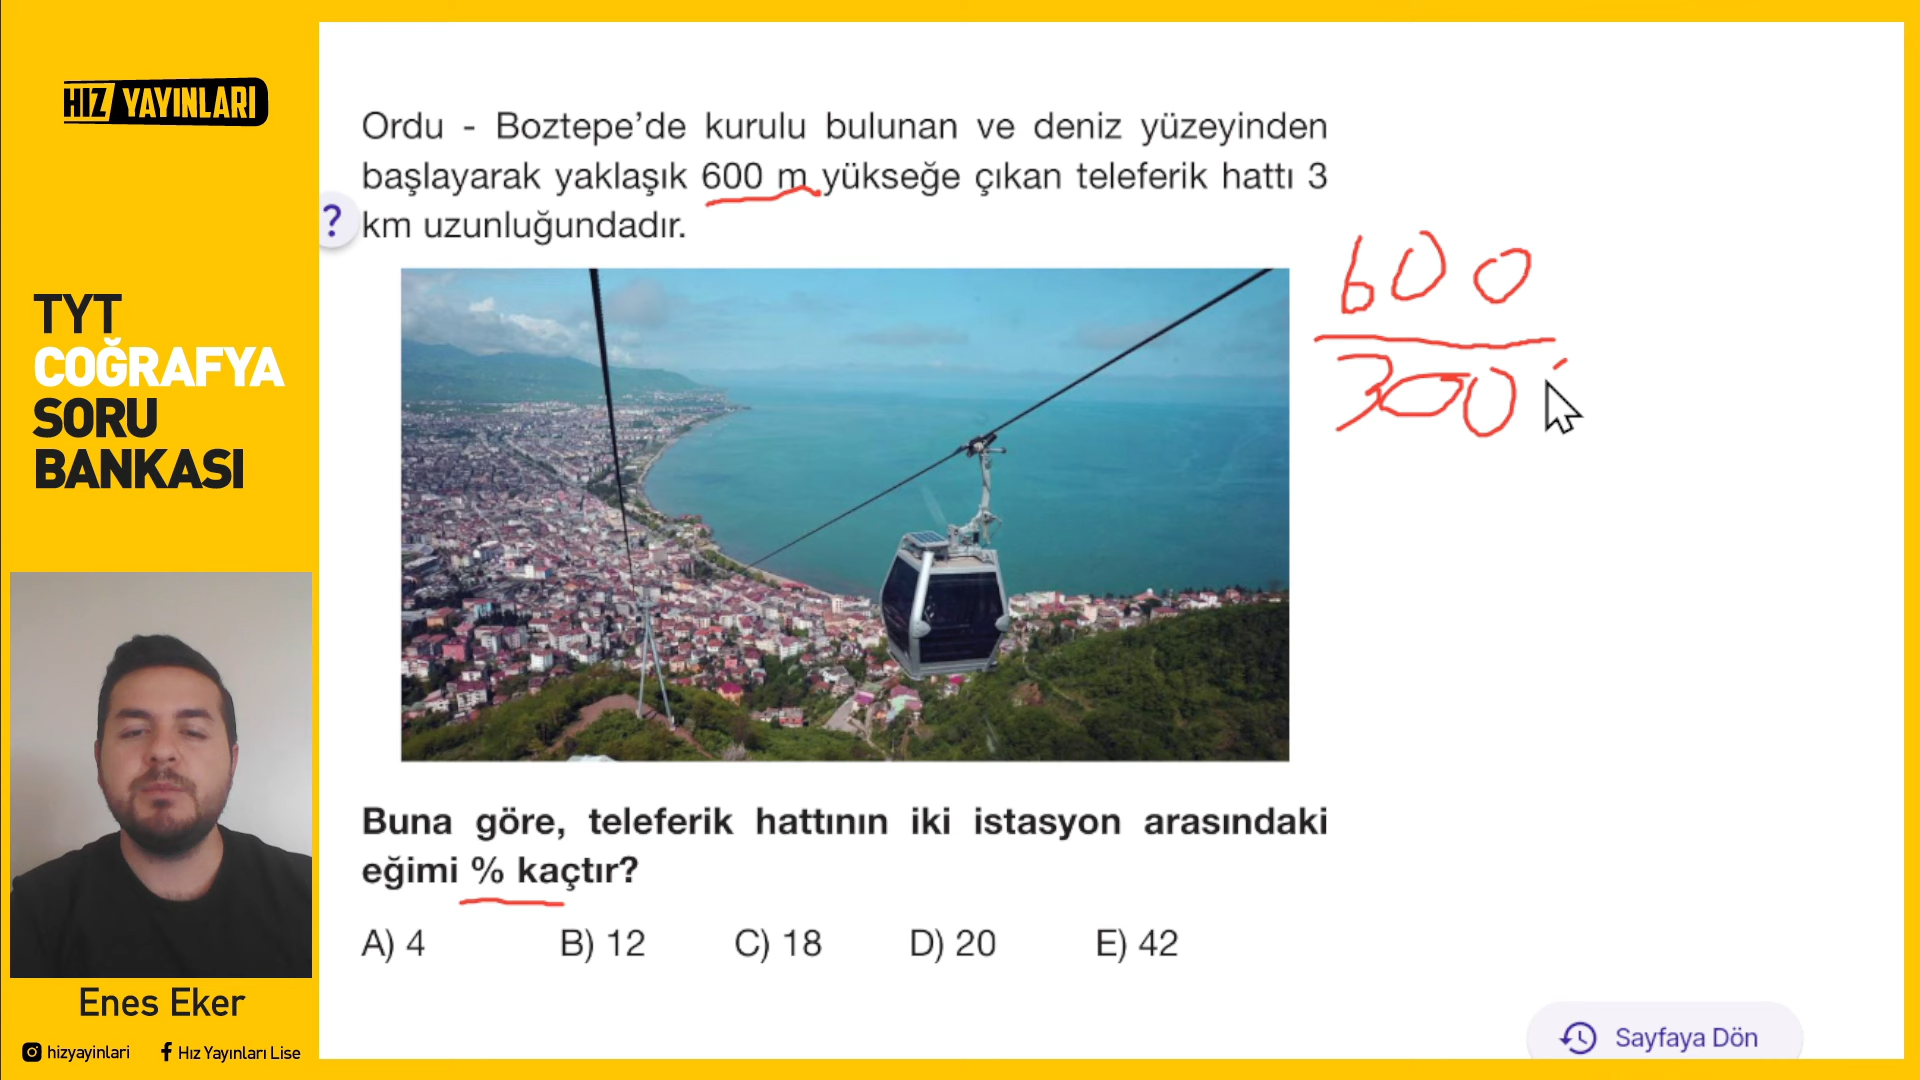 HIZ YAYINLARI
TYT
COĞRAFYA
SORU
BANKASI
Enes Eker
hizyayinlari
Hız Yayınları Lise
Ordu - Boztepe’de kurulu bulunan ve deniz yüzeyinden
başlayarak yaklaşık 600 m yükseğe çıkan teleferik hattı 3
? km uzunluğundadır.
600
300
Buna göre, teleferik hattının iki istasyon arasındaki
eğimi % kaçtır?
A) 4 B) 12 C) 18 D) 20 E) 42
Sayfaya Dön